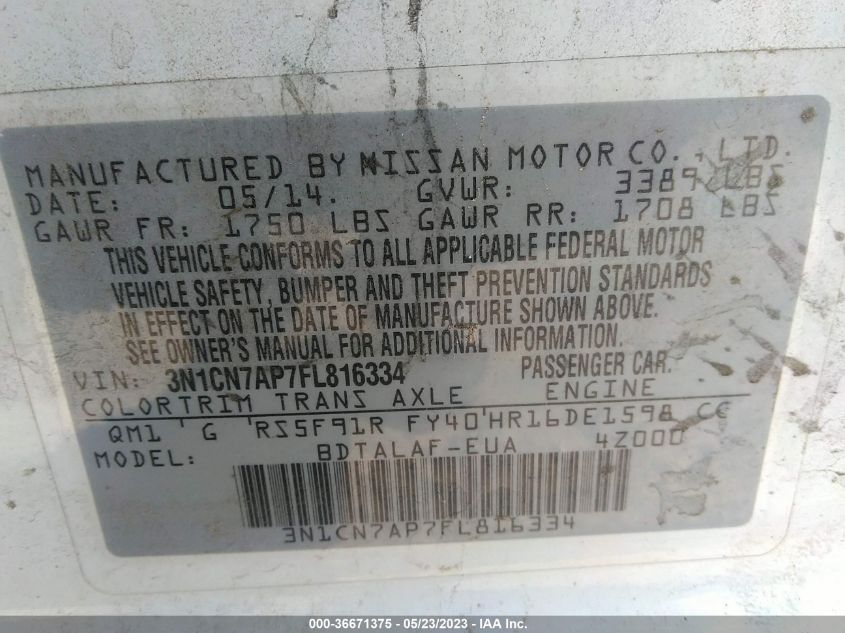 MANUFACTURED BY NISSAN MOTOR CO., LTD.
DATE: 05/14. GVWR: 3389 LBS
GAWR FR: 1750 LBS GAWR RR: 1708 LBS
THIS VEHICLE CONFORMS TO ALL APPLICABLE FEDERAL MOTOR
VEHICLE SAFETY, BUMPER AND THEFT PREVENTION STANDARDS
IN EFFECT ON THE DATE OF MANUFACTURE SHOWN ABOVE.
SEE OWNER'S MANUAL FOR ADDITIONAL INFORMATION.
VIN: 3N1CN7AP7FL816334 PASSENGER CAR.
COLORTRIM TRANS AXLE ENGINE
QM1 G RS5F91R FY40 HR16DE1598 CC
MODEL: BDTALAF-EUA 4Z000
3N1CN7AP7FL816334
000-36671375 - 05/23/2023 - IAA Inc.